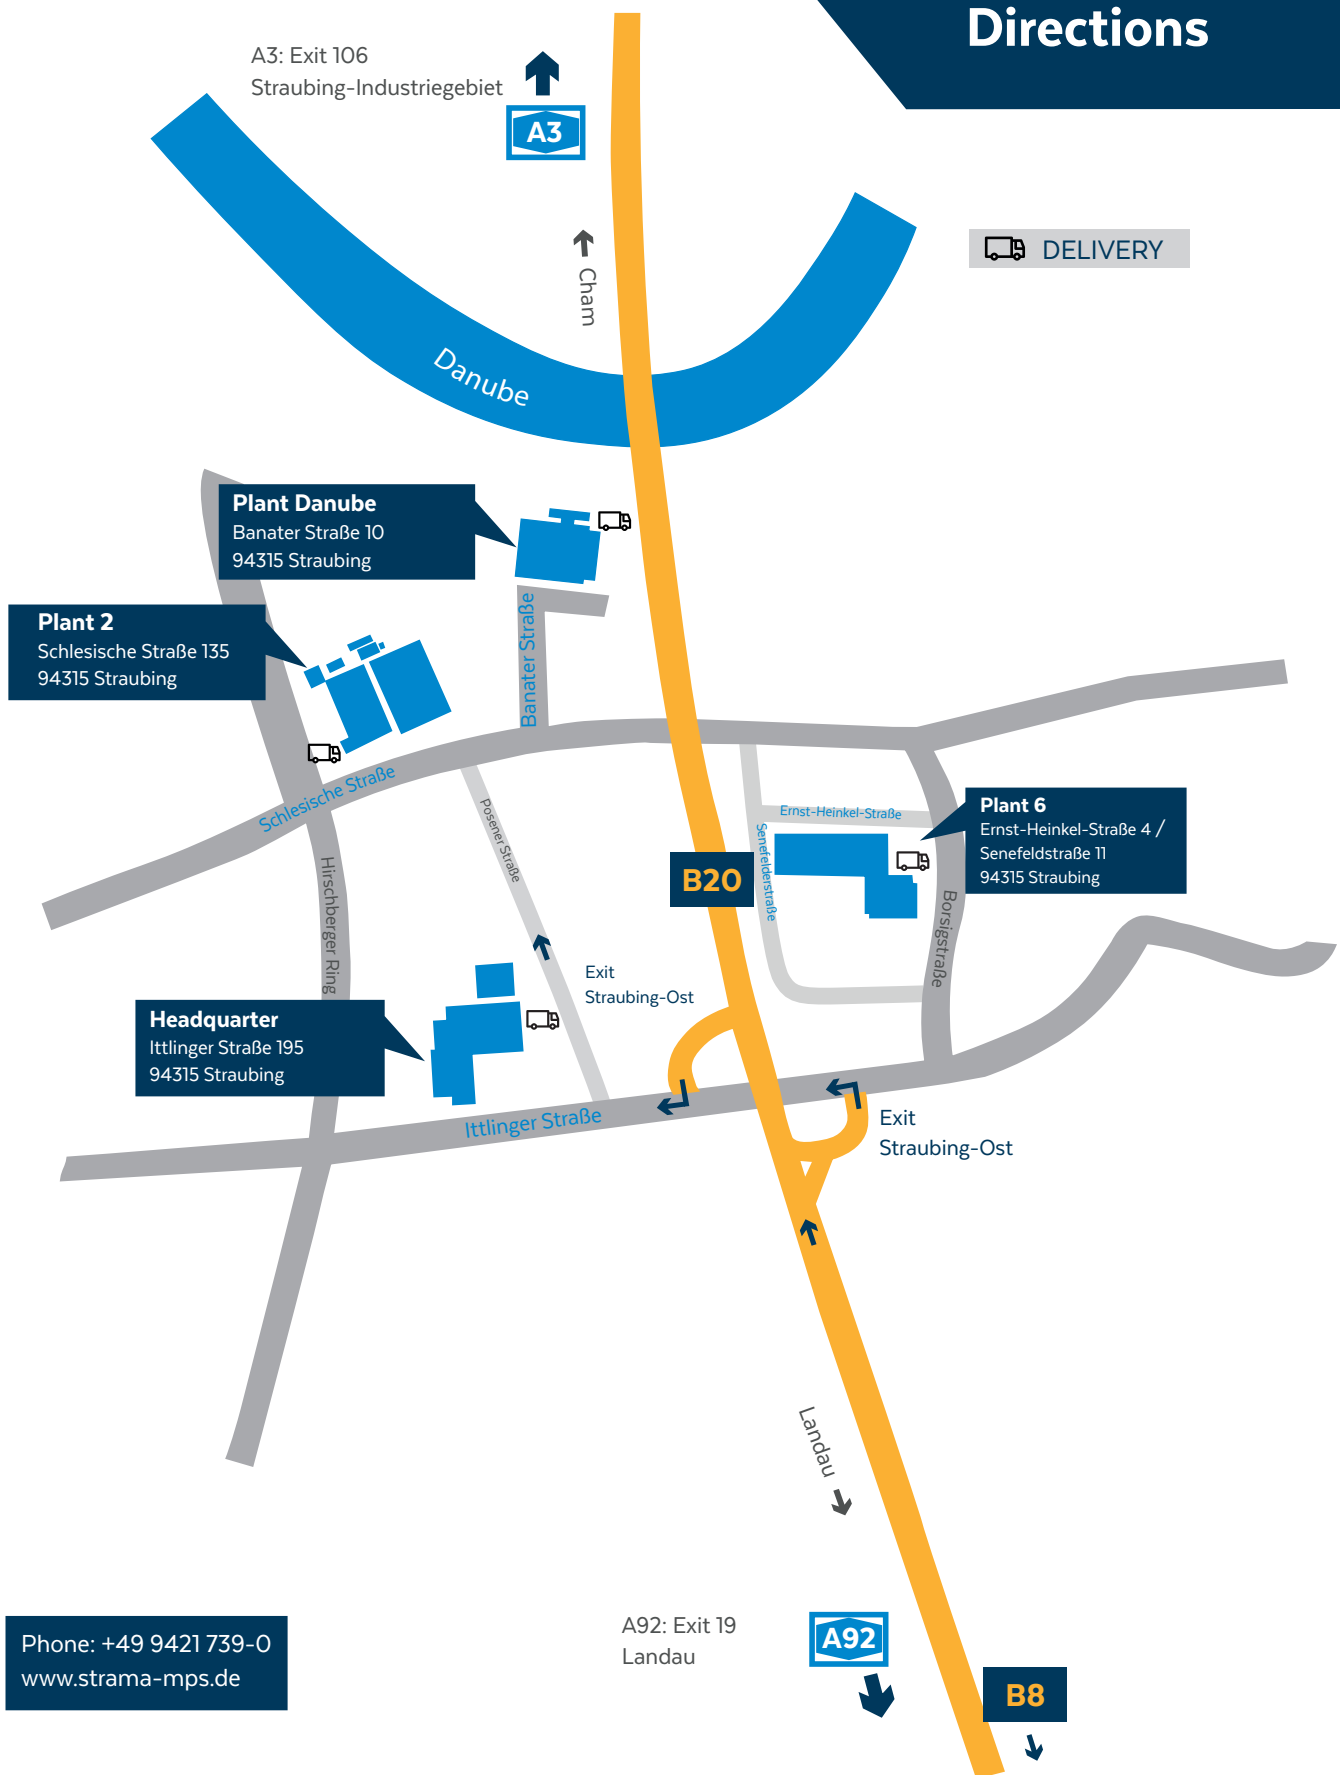 Directions
A3: Exit 106
Straubing-Industriegebiet
A3
Cham
DELIVERY
Danube
Plant Danube
Banater Straße 10
94315 Straubing
Plant 2
Schlesische Straße 135
94315 Straubing
Banater Straße
Schlesische Straße
Posener Straße
Ernst-Heinkel-Straße
Senefelderstraße
Plant 6
Ernst-Heinkel-Straße 4 /
Senefeldstraße 11
94315 Straubing
B20
Hirschberger Ring
Borsigstraße
Exit
Straubing-Ost
Headquarter
Ittlinger Straße 195
94315 Straubing
Ittlinger Straße
Exit
Straubing-Ost
Landau
A92: Exit 19
Landau
A92
B8
Phone: +49 9421 739-0
www.strama-mps.de